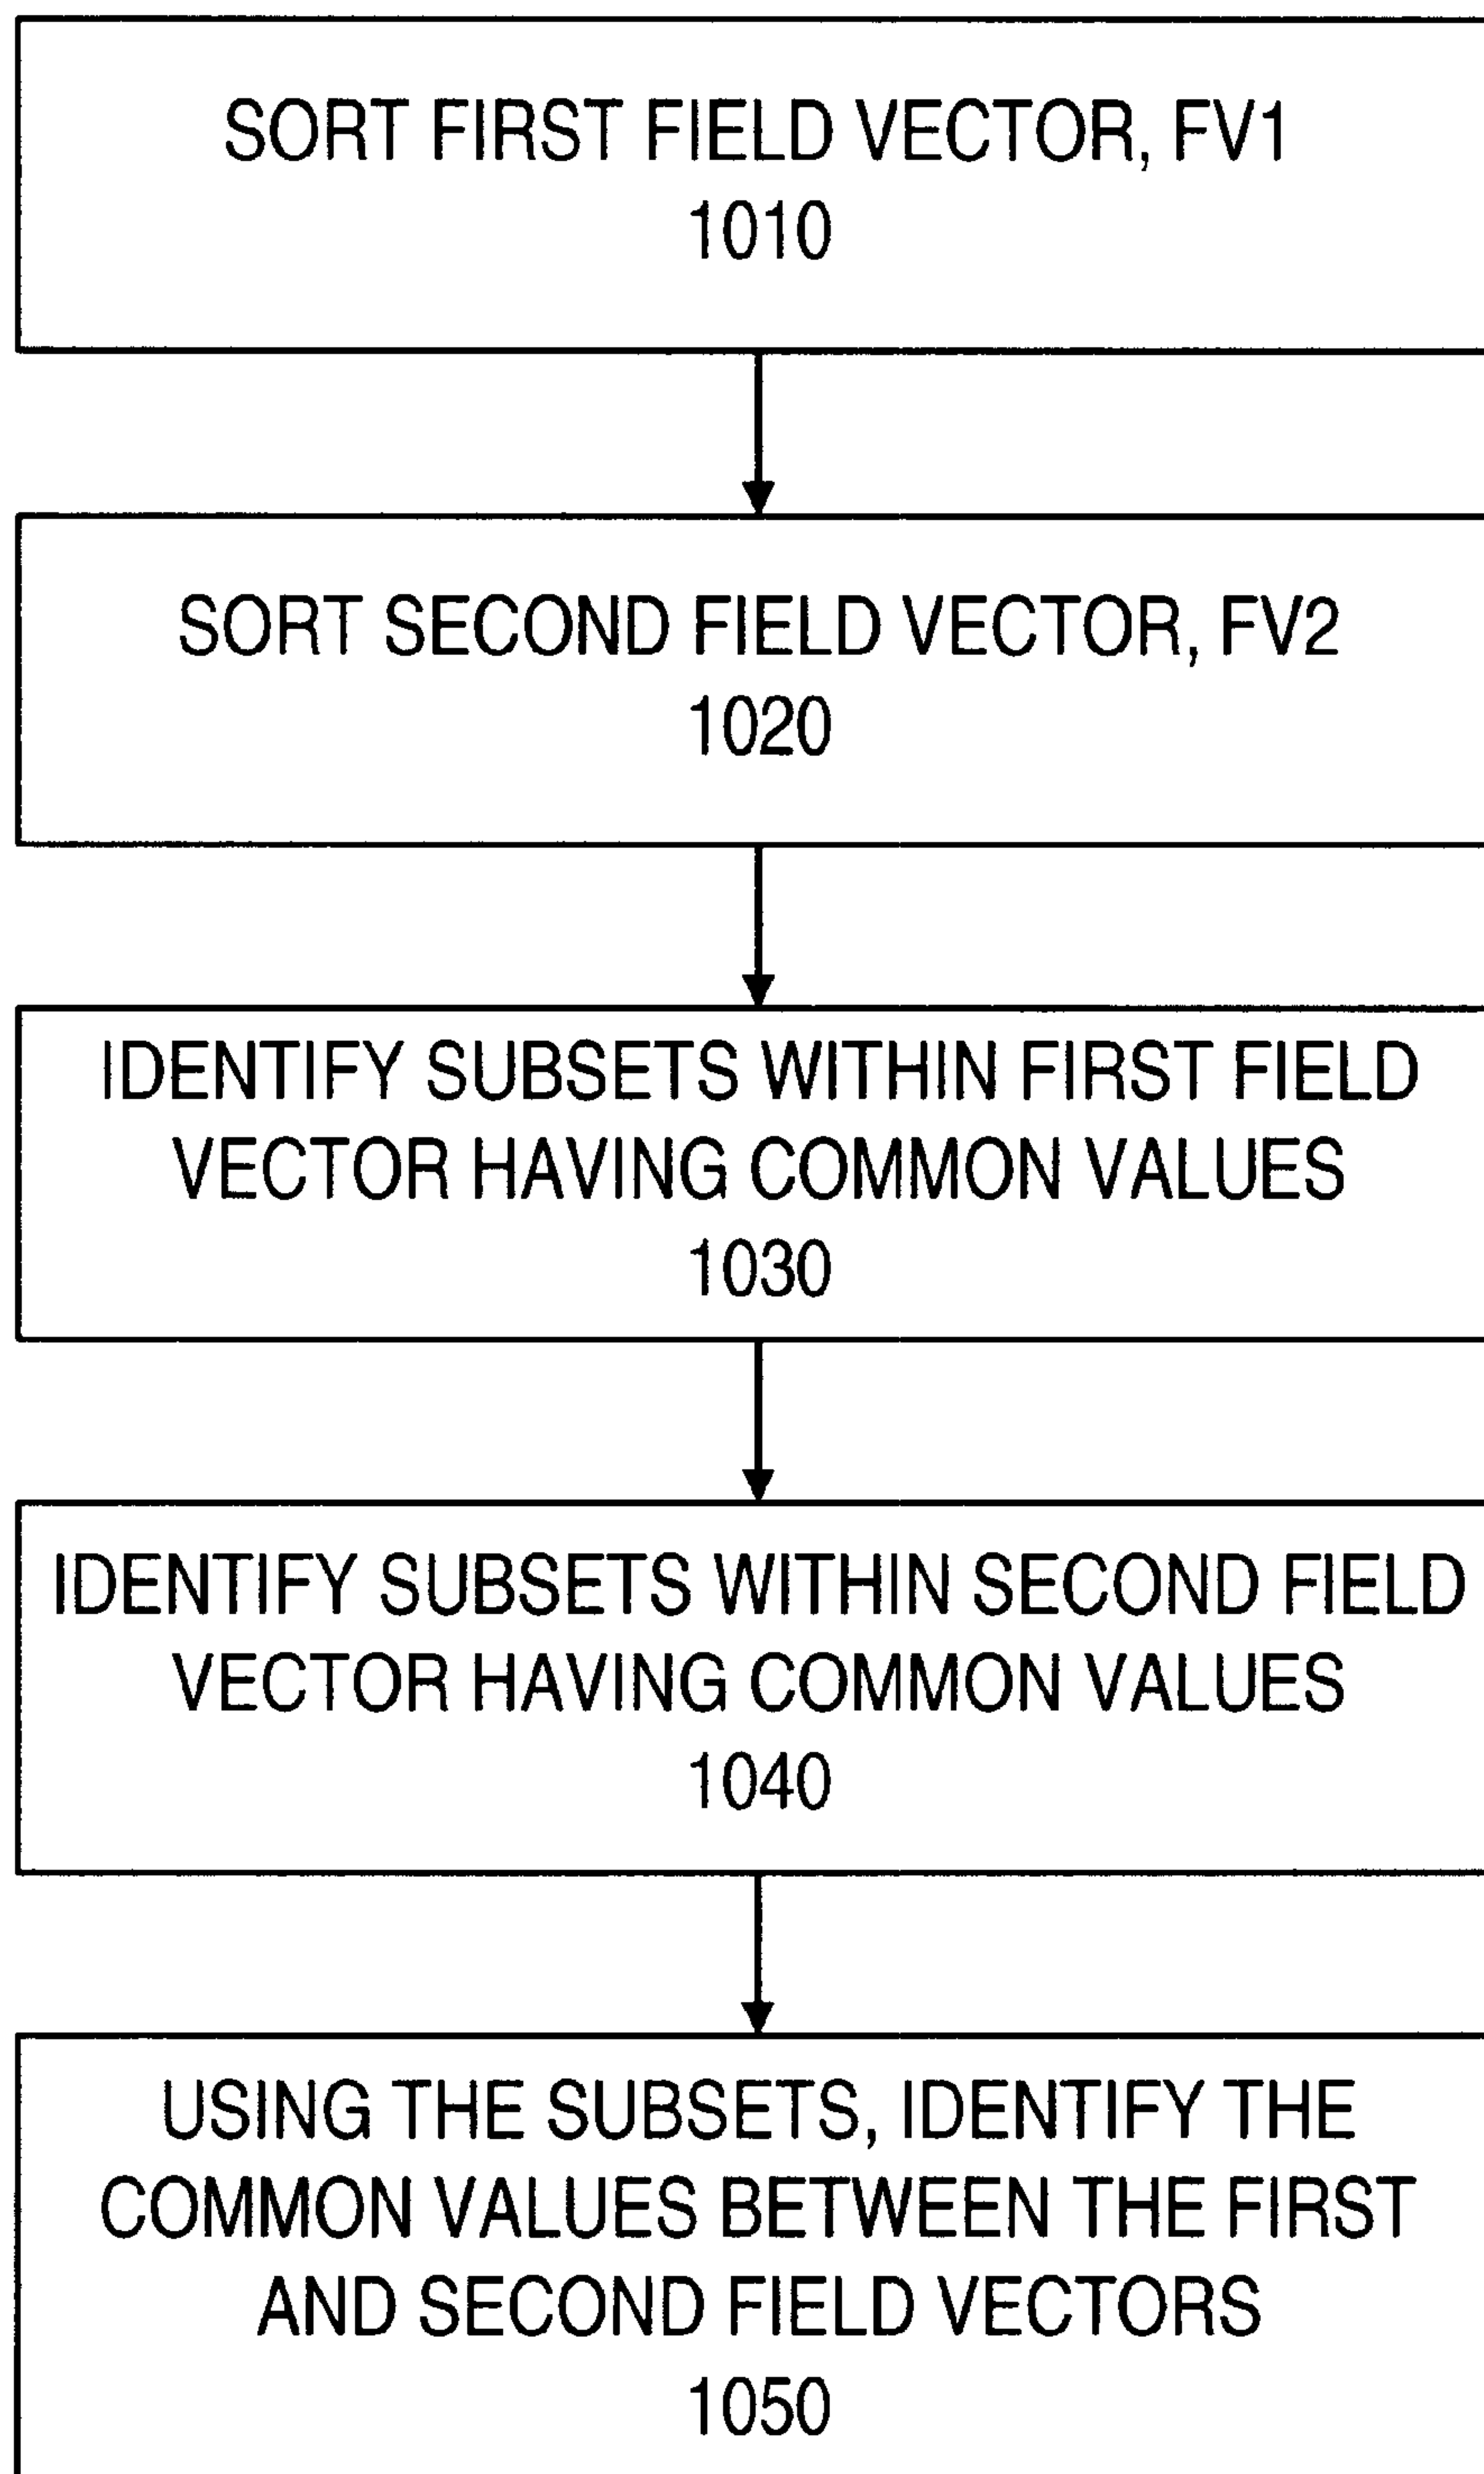 SORT FIRST FIELD VECTOR, FV1
1010
SORT SECOND FIELD VECTOR, FV2
1020
IDENTIFY SUBSETS WITHIN FIRST FIELD
VECTOR HAVING COMMON VALUES
1030
IDENTIFY SUBSETS WITHIN SECOND FIELD
VECTOR HAVING COMMON VALUES
1040
USING THE SUBSETS, IDENTIFY THE
COMMON VALUES BETWEEN THE FIRST
AND SECOND FIELD VECTORS
1050